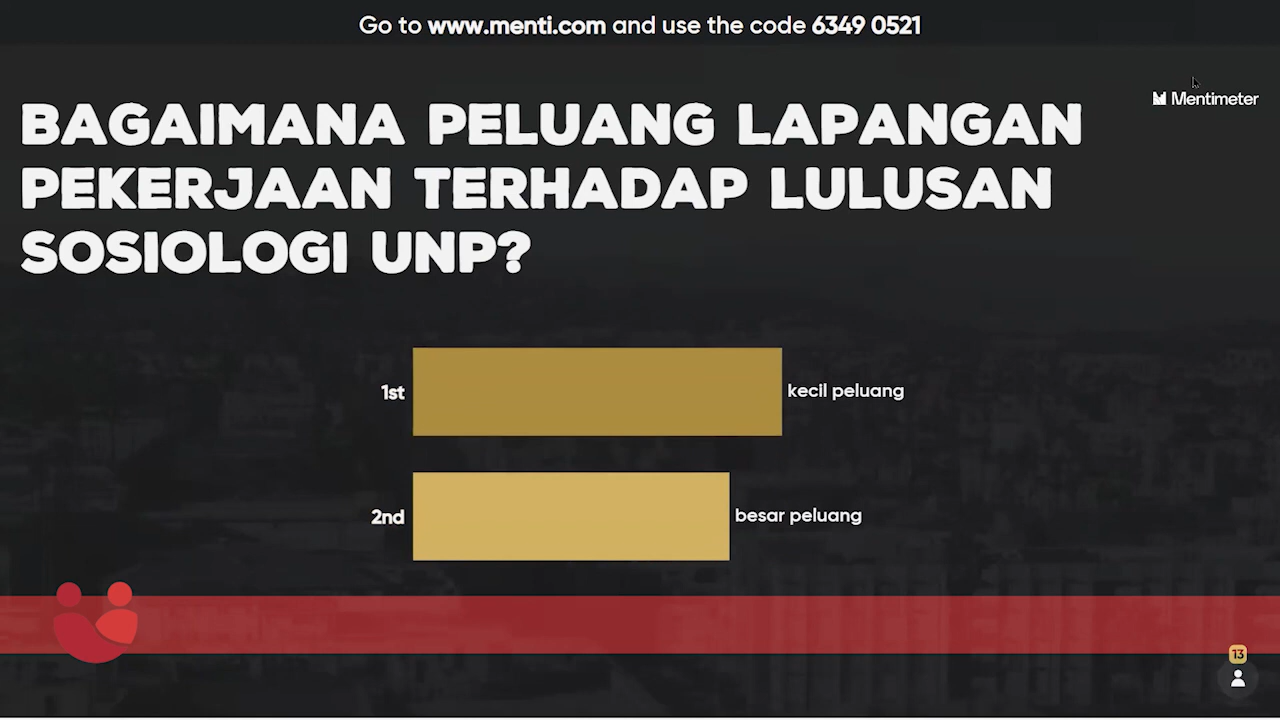 Go to www.menti.com and use the code 6349 0521
Mentimeter
BAGAIMANA PELUANG LAPANGAN
PEKERJAAN TERHADAP LULUSAN
SOSIOLOGI UNP?
1st kecil peluang
2nd besar peluang
13